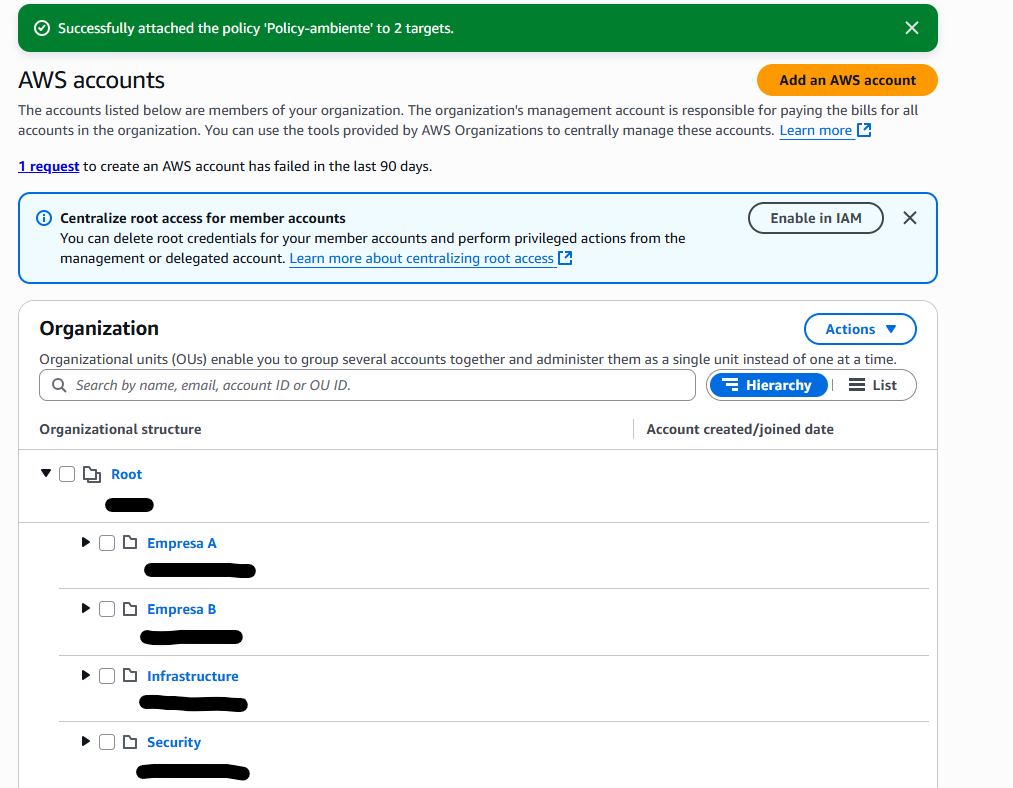 Successfully attached the policy 'Policy-ambiente' to 2 targets.
AWS accounts
Add an AWS account
The accounts listed below are members of your organization. The organization's management account is responsible for paying the bills for all
accounts in the organization. You can use the tools provided by AWS Organizations to centrally manage these accounts. Learn more
1 request to create an AWS account has failed in the last 90 days.
Centralize root access for member accounts
Enable in IAM
You can delete root credentials for your member accounts and perform privileged actions from the
management or delegated account. Learn more about centralizing root access
Organization
Actions
Organizational units (OUs) enable you to group several accounts together and administer them as a single unit instead of one at a time.
Search by name, email, account ID or OU ID.
Hierarchy
List
Organizational structure
Account created/joined date
Root
Empresa A
Empresa B
Infrastructure
Security